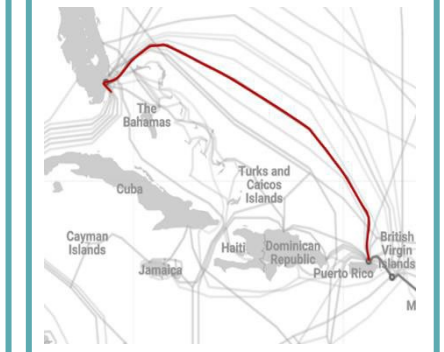 The
Bahamas
Turks and
Caicos
Islands
Cuba
Cayman
Islands
Jamaica
Haiti
Dominican
Republic
Puerto Rico
British
Virgin
Islands
M